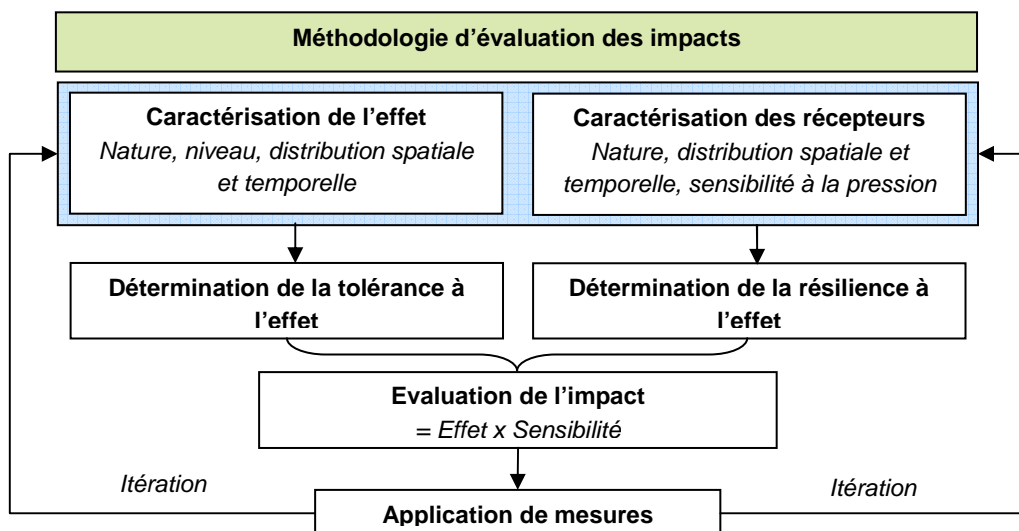 Méthodologie d’évaluation des impacts
Caractérisation de l’effet
Nature, niveau, distribution spatiale
et temporelle
Caractérisation des récepteurs
Nature, distribution spatiale et
temporelle, sensibilité à la pression
Détermination de la tolérance à
l’effet
Détermination de la résilience à
l’effet
Evaluation de l’impact
= Effet x Sensibilité
Itération
Itération
Application de mesures